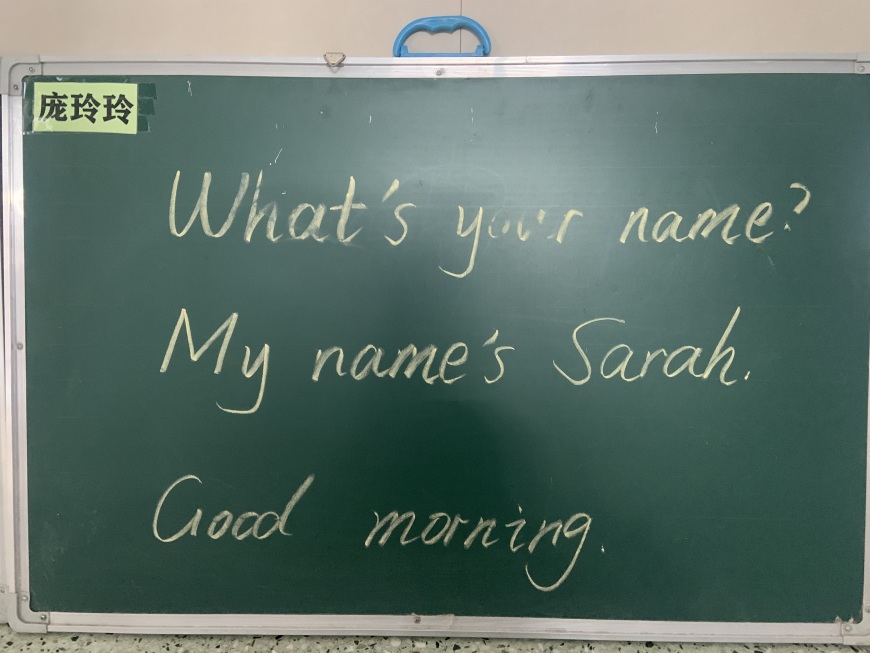 庞玲玲
What's your name?
My name's Sarah.
Good morning.